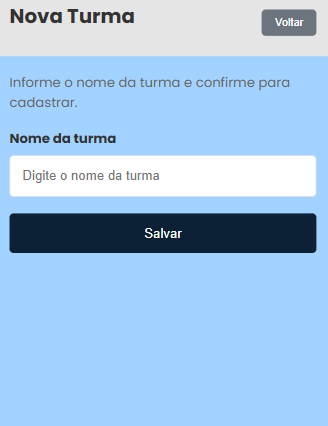 Nova Turma
Voltar
Informe o nome da turma e confirme para
cadastrar.
Nome da turma
Digite o nome da turma
Salvar